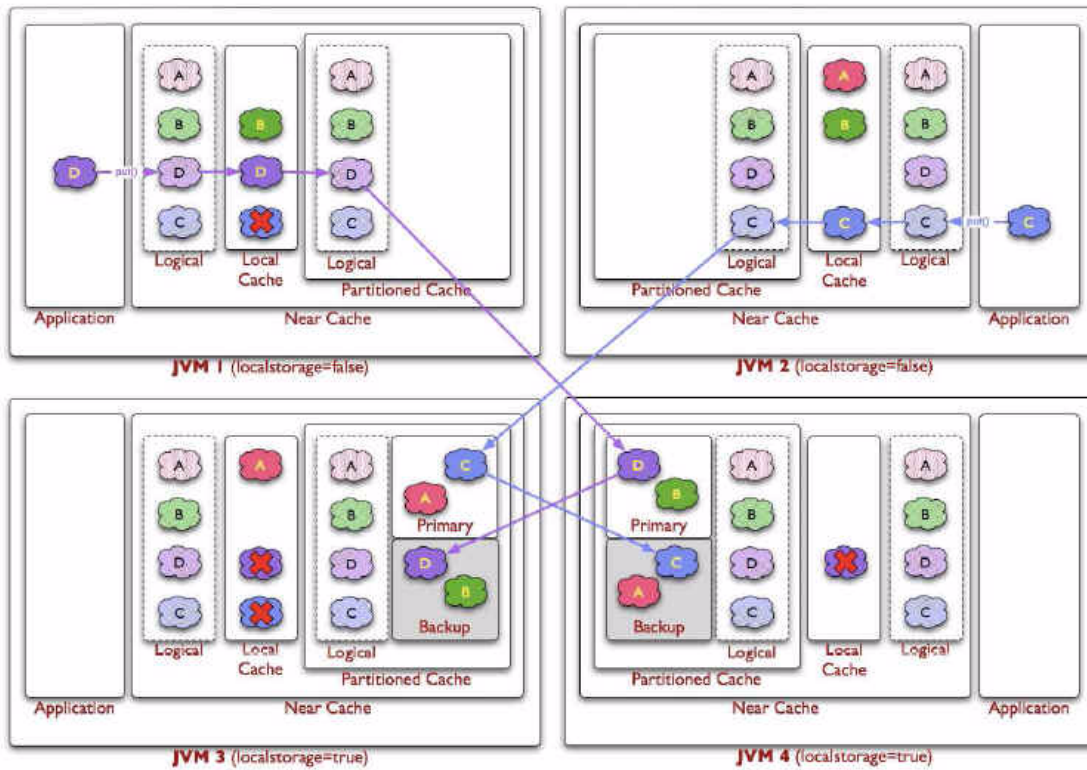 A A
B B B
D put() D D D
C C
Logical Local Logical
Cache
Partitioned Cache
Application Near Cache
JVM 1 (localstorage=false)
A A A
B B B
D D
C C C put() C
Logical Local Logical
Cache
Partitioned Cache
Near Cache Application
JVM 2 (localstorage=false)
A A A C
A
B B Primary
D D D
B
C C Backup
Logical Local Logical
Cache
Partitioned Cache
Application Near Cache
JVM 3 (localstorage=true)
D A A
B
Primary B B
C D D
A
Backup C C
Logical Local Logical
Cache
Partitioned Cache
Near Cache Application
JVM 4 (localstorage=true)